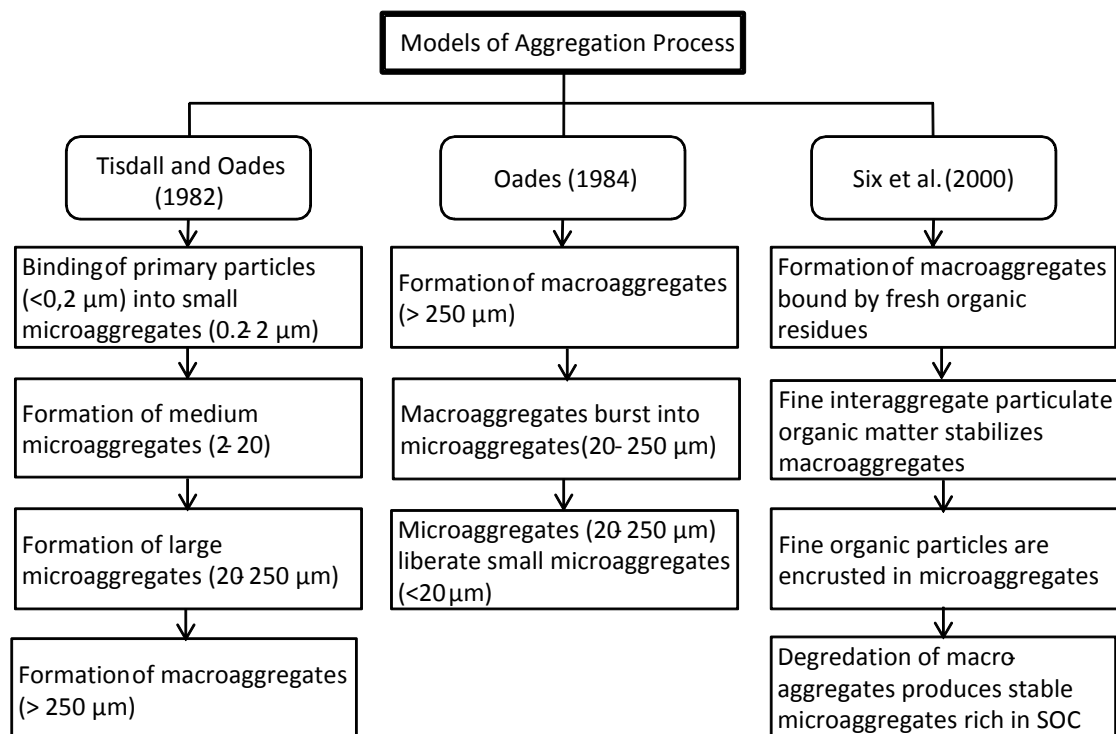 Models of Aggregation Process
Tisdall and Oades
(1982)
Binding of primary particles
(<0,2 µm) into small
microaggregates (0.2-2 µm)
Formation of medium
microaggregates (2-20)
Formation of large
microaggregates (20-250 µm)
Formation of macroaggregates
(> 250 µm)
Oades (1984)
Formation of macroaggregates
(> 250 µm)
Macroaggregates burst into
microaggregates (20-250 µm)
Microaggregates (20-250 µm)
liberate small microaggregates
(<20 µm)
Six et al. (2000)
Formation of macroaggregates
bound by fresh organic
residues
Fine interaggregate particulate
organic matter stabilizes
macroaggregates
Fine organic particles are
encrusted in microaggregates
Degredation of macro-
aggregates produces stable
microaggregates rich in SOC